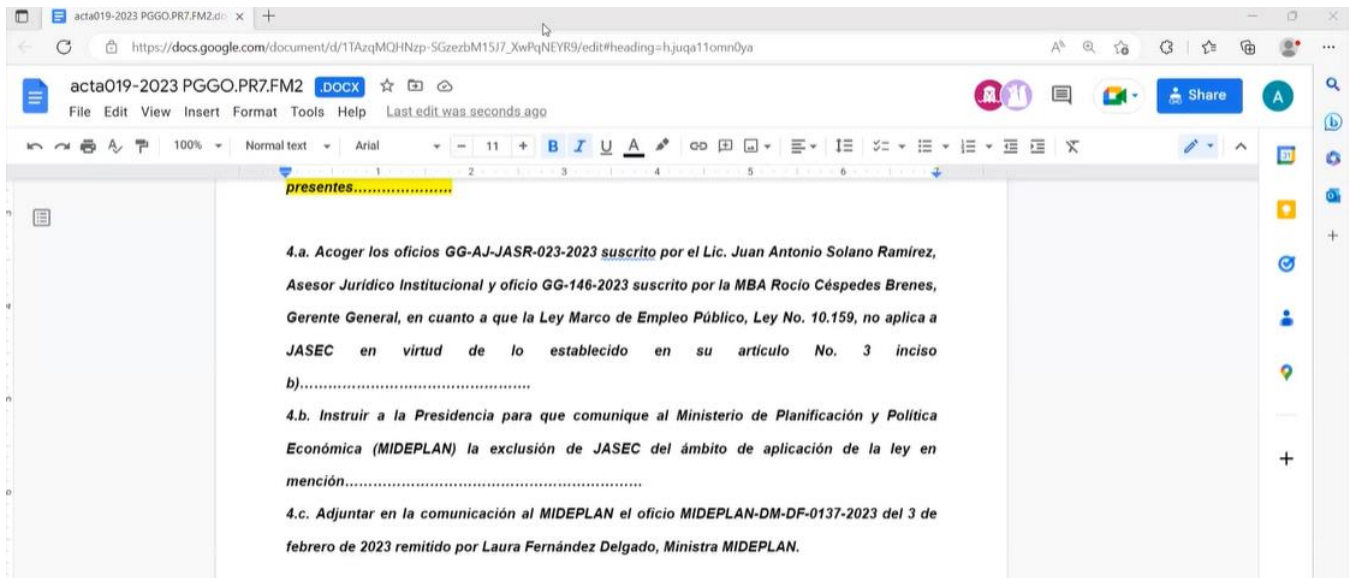 acta019-2023 PGGO.PR7.FM2.do
https://docs.google.com/document/d/1TAzqMQHNzp-SGzezbM15J7_XwPqNEYR9/edit#heading=h.juqa11omn0ya
acta019-2023 PGGO.PR7.FM2 .DOCX
Share
A
File Edit View Insert Format Tools Help Last edit was seconds ago
100% Normal text Arial - 11 + B I U A
1 2 3 4 5 6
31
presentes.....................
4.a. Acoger los oficios GG-AJ-JASR-023-2023 suscrito por el Lic. Juan Antonio Solano Ramírez,
Asesor Jurídico Institucional y oficio GG-146-2023 suscrito por la MBA Rocío Céspedes Brenes,
Gerente General, en cuanto a que la Ley Marco de Empleo Público, Ley No. 10.159, no aplica a
JASEC en virtud de lo establecido en su artículo No. 3 inciso
b).................................................
4.b. Instruir a la Presidencia para que comunique al Ministerio de Planificación y Política
Económica (MIDEPLAN) la exclusión de JASEC del ámbito de aplicación de la ley en
mención...............................................................
4.c. Adjuntar en la comunicación al MIDEPLAN el oficio MIDEPLAN-DM-DF-0137-2023 del 3 de
febrero de 2023 remitido por Laura Fernández Delgado, Ministra MIDEPLAN.